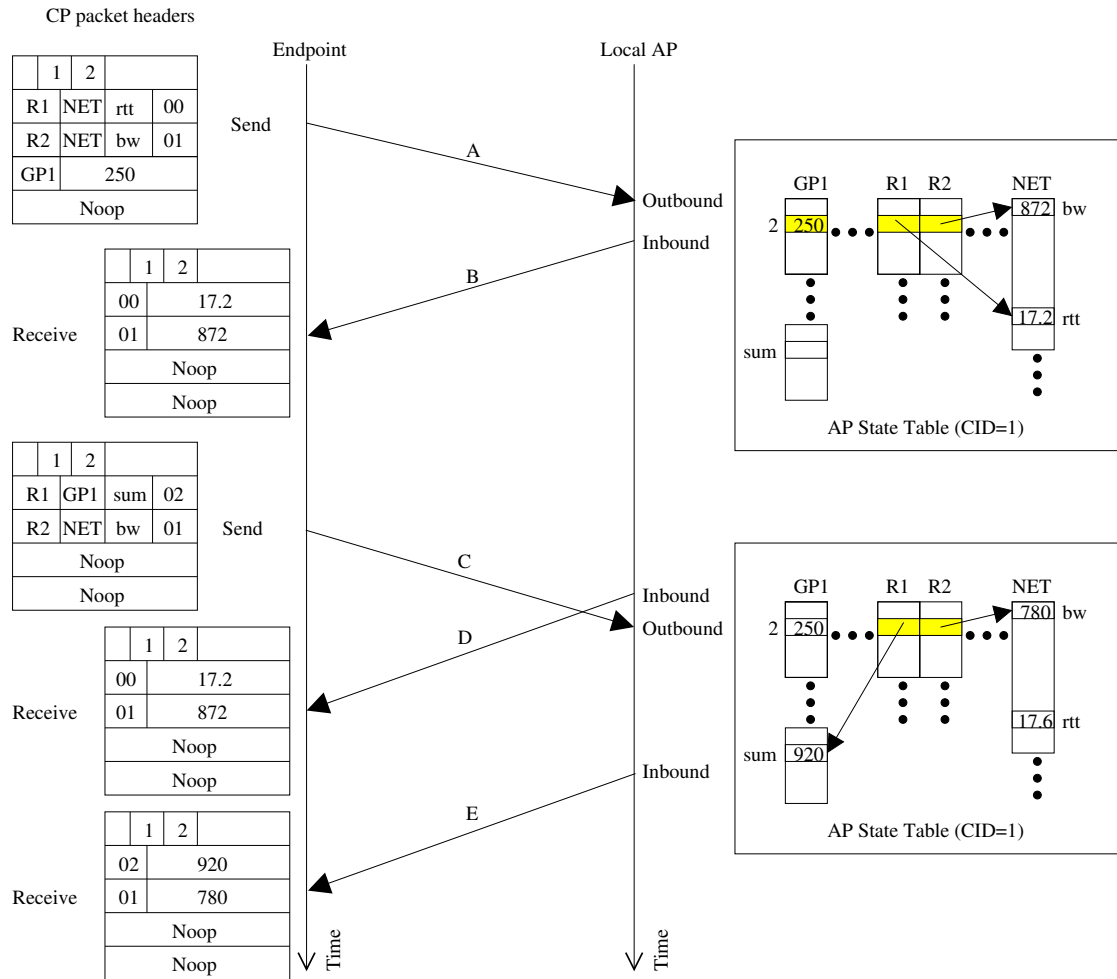 CP packet headers
Endpoint
Local AP
1 2
R1 NET rtt 00
R2 NET bw 01
GP1 250
Noop
Send
A
Outbound
Inbound
B
1 2
00 17.2
01 872
Noop
Noop
Receive
GP1 R1 R2 NET
872 bw
2 250
17.2 rtt
sum
AP State Table (CID=1)
1 2
R1 GP1 sum 02
R2 NET bw 01
Noop
Noop
Send
C
Inbound
Outbound
D
1 2
00 17.2
01 872
Noop
Noop
Receive
GP1 R1 R2 NET
780 bw
2 250
17.6 rtt
sum 920
AP State Table (CID=1)
Inbound
E
1 2
02 920
01 780
Noop
Noop
Receive
Time
Time